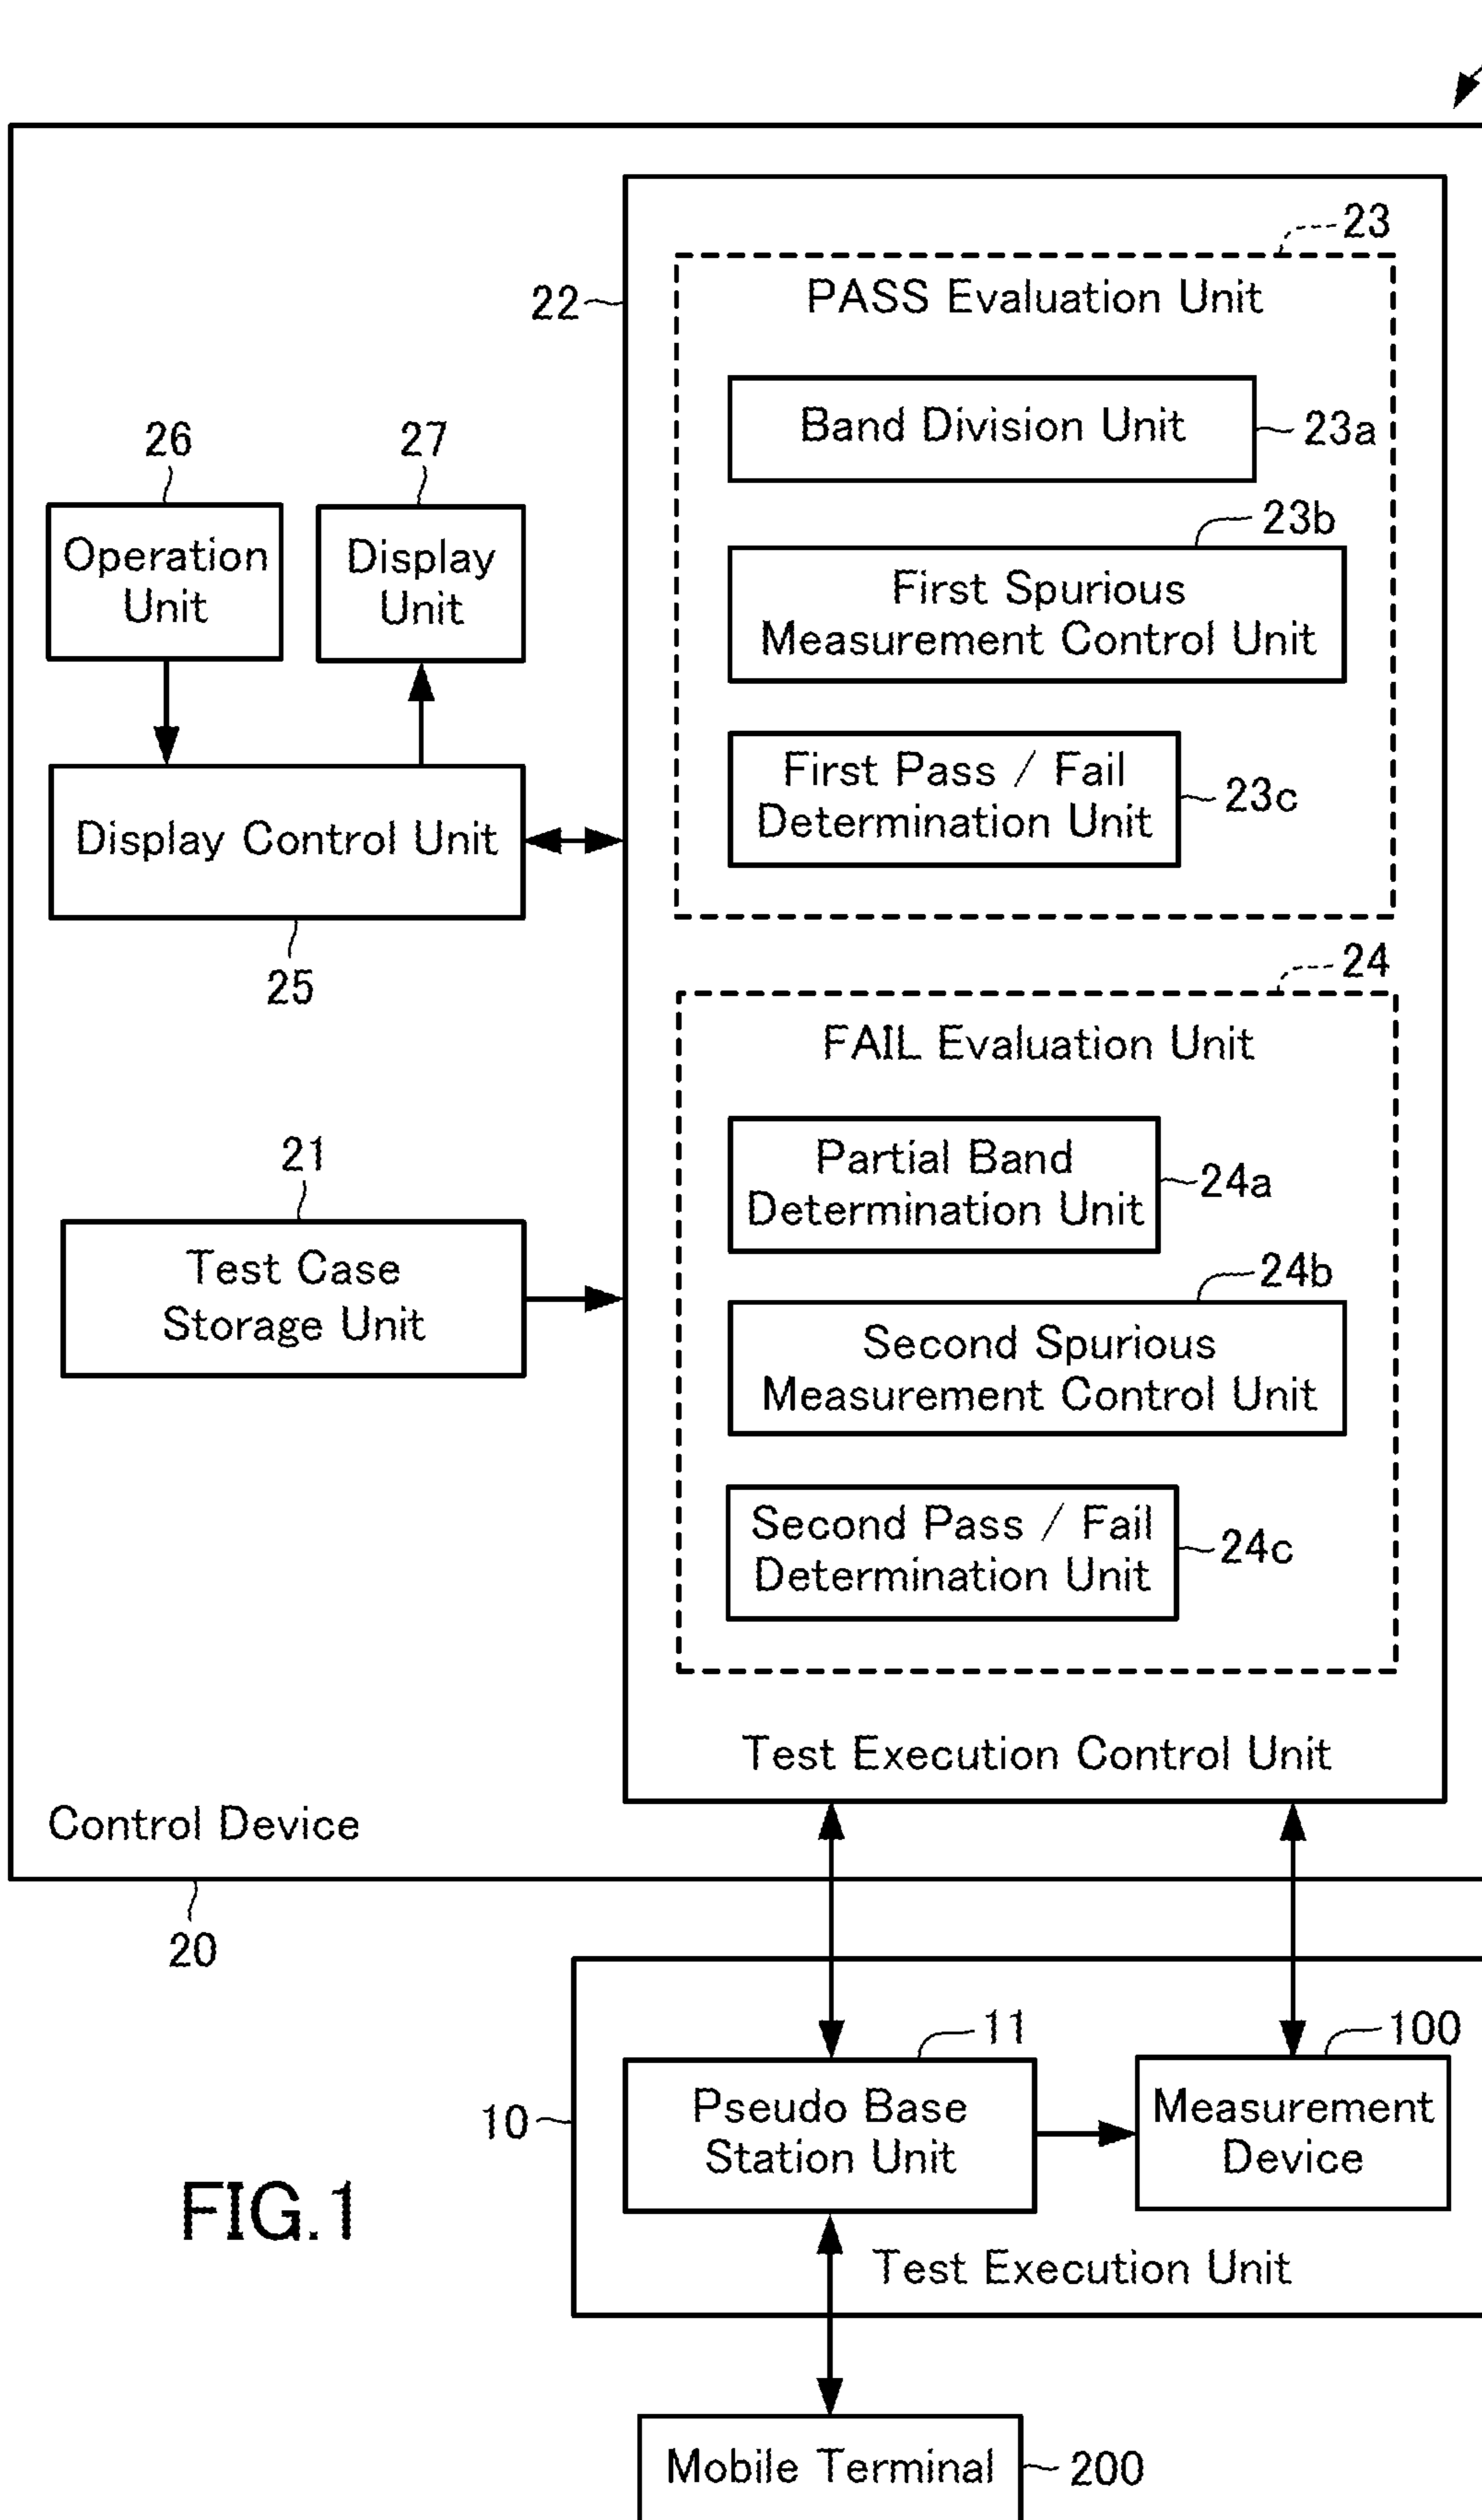 23
PASS Evaluation Unit
22
Band Division Unit
23a
26
27
23b
Operation
Unit
Display
Unit
First Spurious
Measurement Control Unit
First Pass / Fail
Determination Unit
23c
Display Control Unit
25
24
FAIL Evaluation Unit
Partial Band
Determination Unit
24a
21
Test Case
Storage Unit
24b
Second Spurious
Measurement Control Unit
Second Pass / Fail
Determination Unit
24c
Test Execution Control Unit
Control Device
20
11
100
10
Pseudo Base
Station Unit
Measurement
Device
FIG.1
Test Execution Unit
Mobile Terminal
200